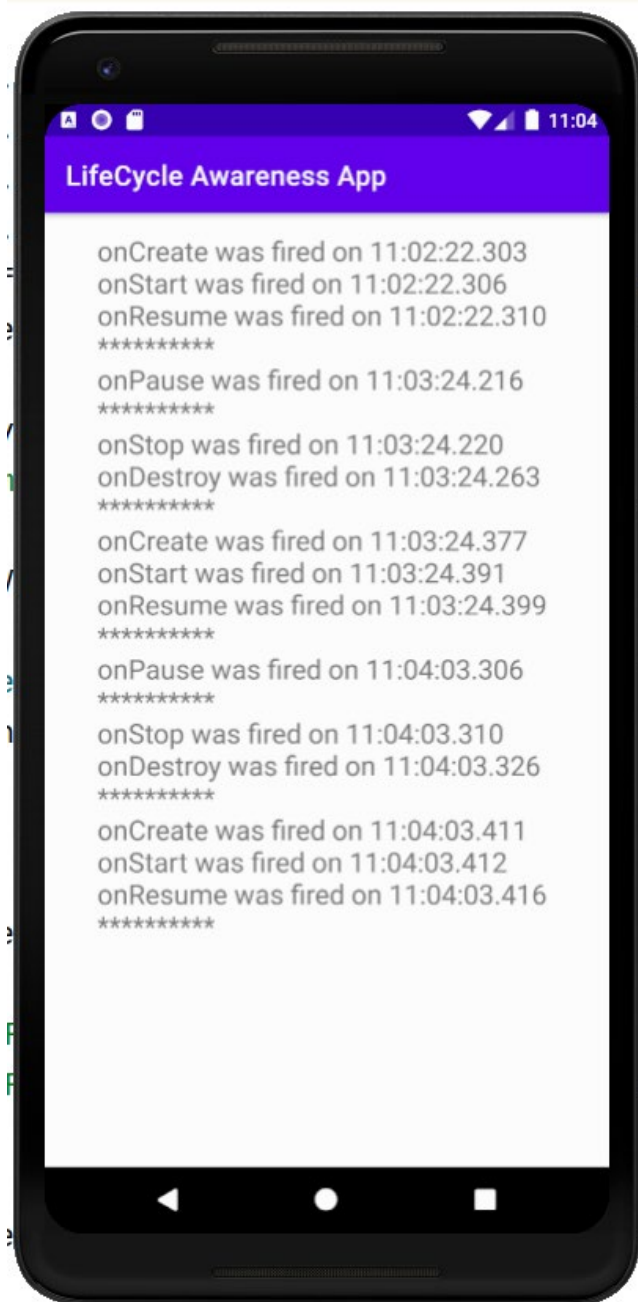 11:04
LifeCycle Awareness App
onCreate was fired on 11:02:22.303
onStart was fired on 11:02:22.306
onResume was fired on 11:02:22.310
**********
onPause was fired on 11:03:24.216
**********
onStop was fired on 11:03:24.220
onDestroy was fired on 11:03:24.263
**********
onCreate was fired on 11:03:24.377
onStart was fired on 11:03:24.391
onResume was fired on 11:03:24.399
**********
onPause was fired on 11:04:03.306
**********
onStop was fired on 11:04:03.310
onDestroy was fired on 11:04:03.326
**********
onCreate was fired on 11:04:03.411
onStart was fired on 11:04:03.412
onResume was fired on 11:04:03.416
**********